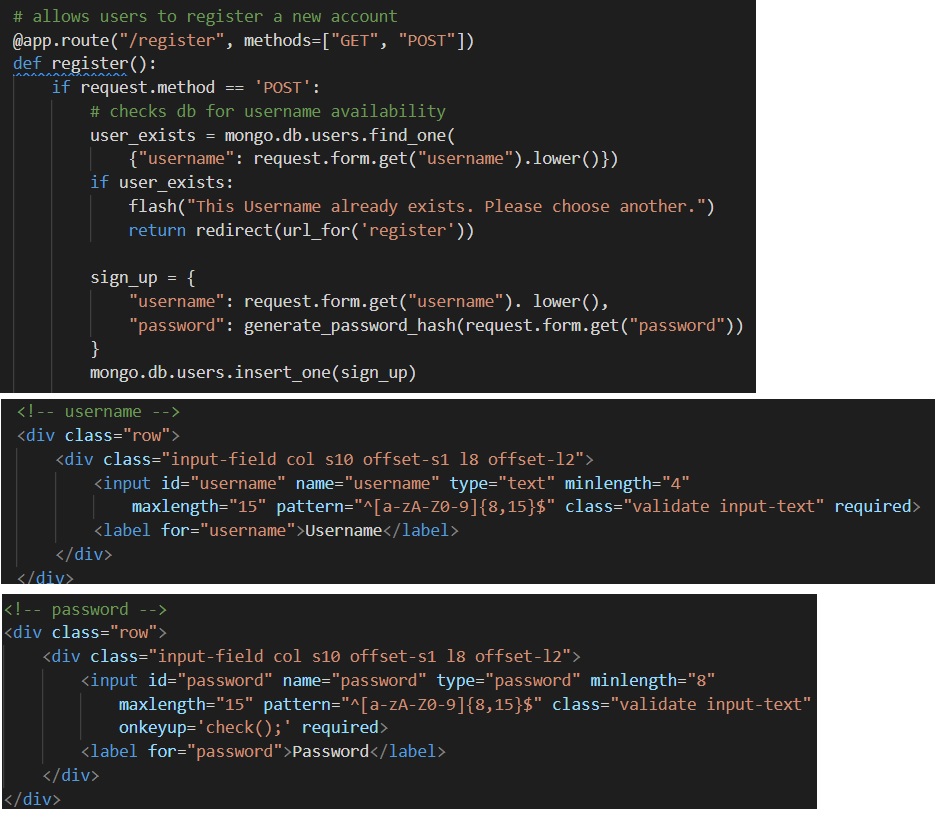 # allows users to register a new account
@app.route("/register", methods=["GET", "POST"])
def register():
if request.method == 'POST':
# checks db for username availability
user_exists = mongo.db.users.find_one(
{"username": request.form.get("username").lower()})
if user_exists:
flash("This Username already exists. Please choose another.")
return redirect(url_for('register'))
sign_up = {
"username": request.form.get("username"). lower(),
"password": generate_password_hash(request.form.get("password"))
}
mongo.db.users.insert_one(sign_up)
<!-- username -->
<div class="row">
<div class="input-field col s10 offset-s1 l8 offset-l2">
<input id="username" name="username" type="text" minlength="4"
maxlength="15" pattern="^[a-zA-Z0-9]{8,15}$" class="validate input-text" required>
<label for="username">Username</label>
</div>
</div>
<!-- password -->
<div class="row">
<div class="input-field col s10 offset-s1 l8 offset-l2">
<input id="password" name="password" type="password" minlength="8"
maxlength="15" pattern="^[a-zA-Z0-9]{8,15}$" class="validate input-text"
onkeyup='check();' required>
<label for="password">Password</label>
</div>
</div>